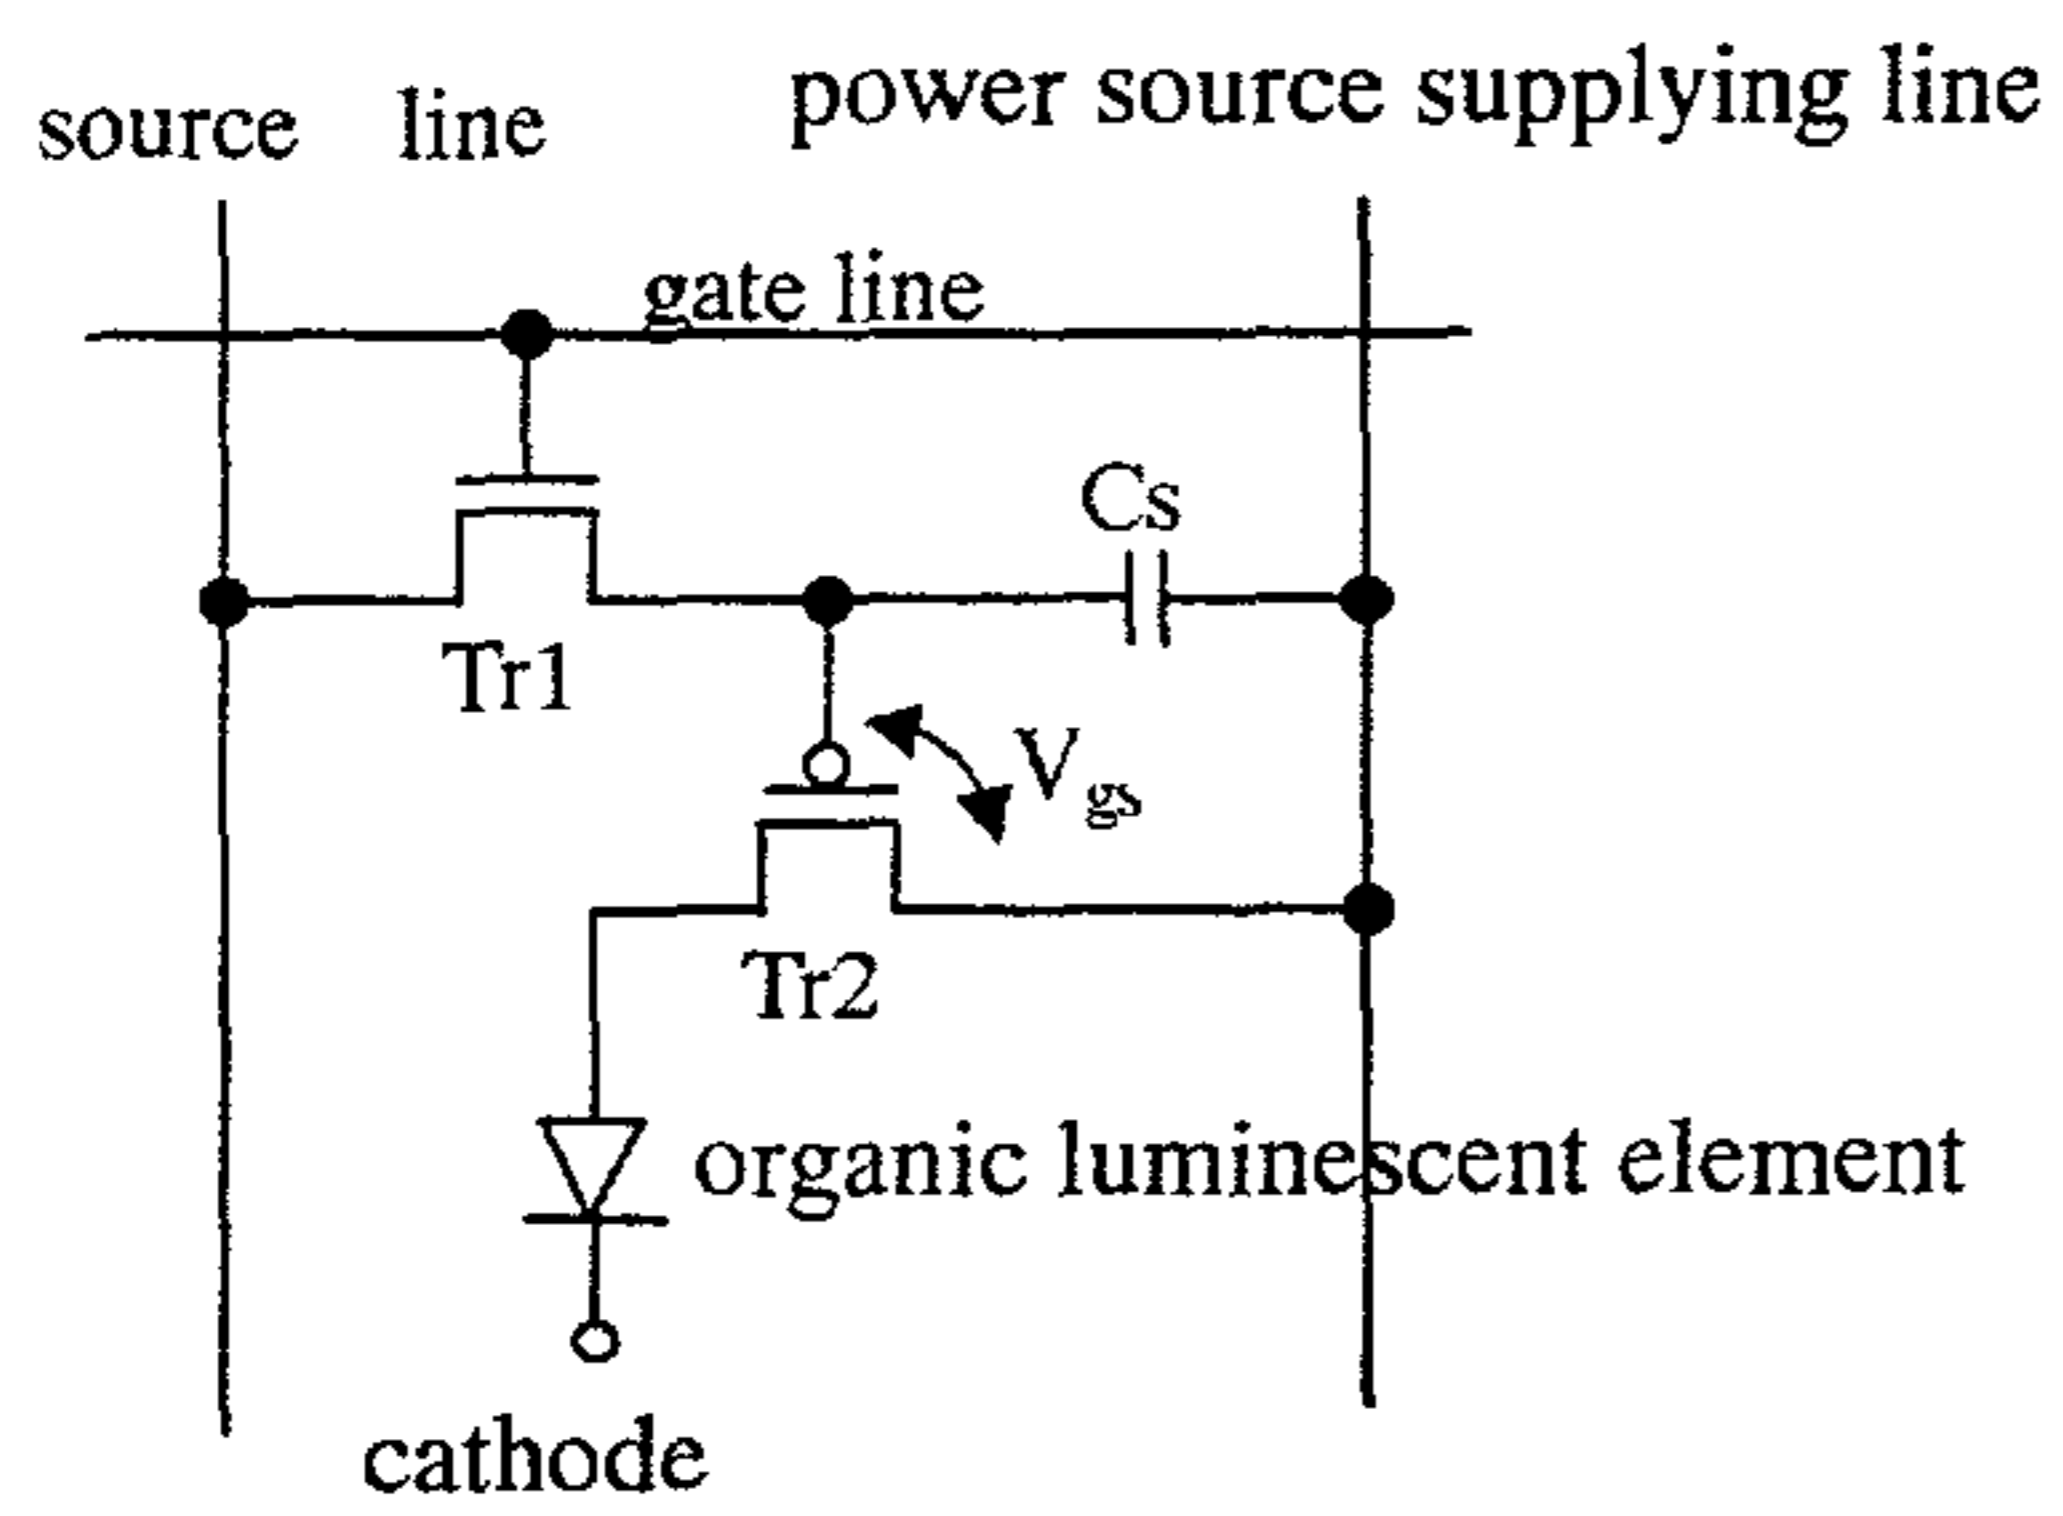 power source supplying line
source line
gate line
Cs
Tr1
Vgs
Tr2
organic luminescent element
cathode